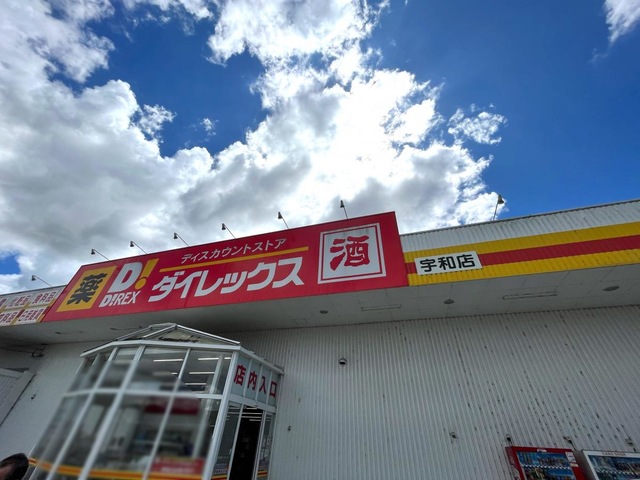 薬
D!
DIREX
ディスカウントストア
ダイレックス
酒
宇和店
店内入口